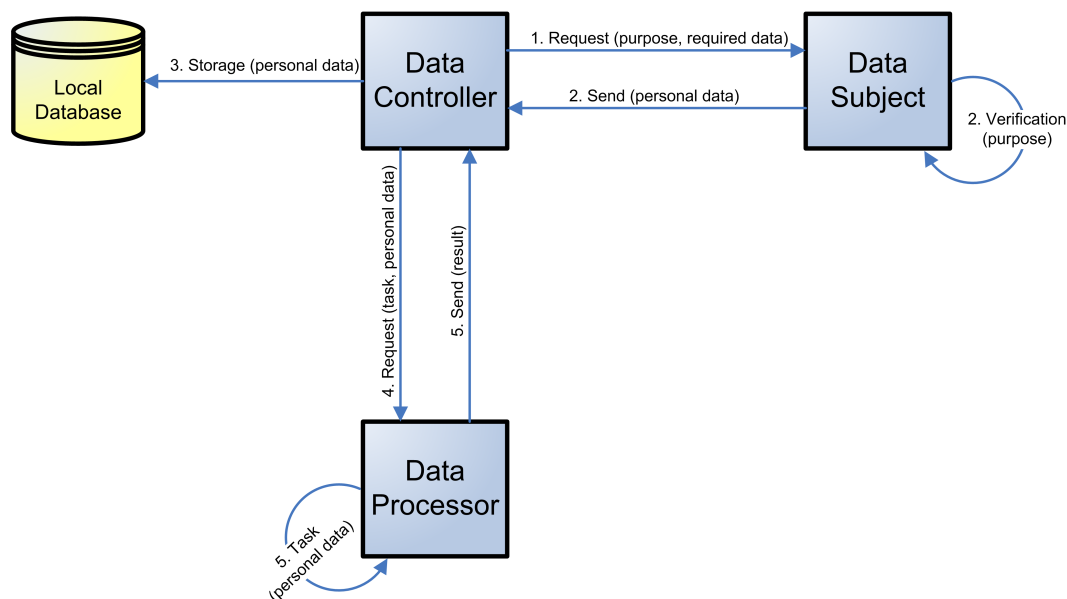 Local
Database
3. Storage (personal data)
Data
Controller
1. Request (purpose, required data)
2. Send (personal data)
Data
Subject
2. Verification
(purpose)
4. Request (task, personal data)
5. Send (result)
Data
Processor
5. Task
(personal data)